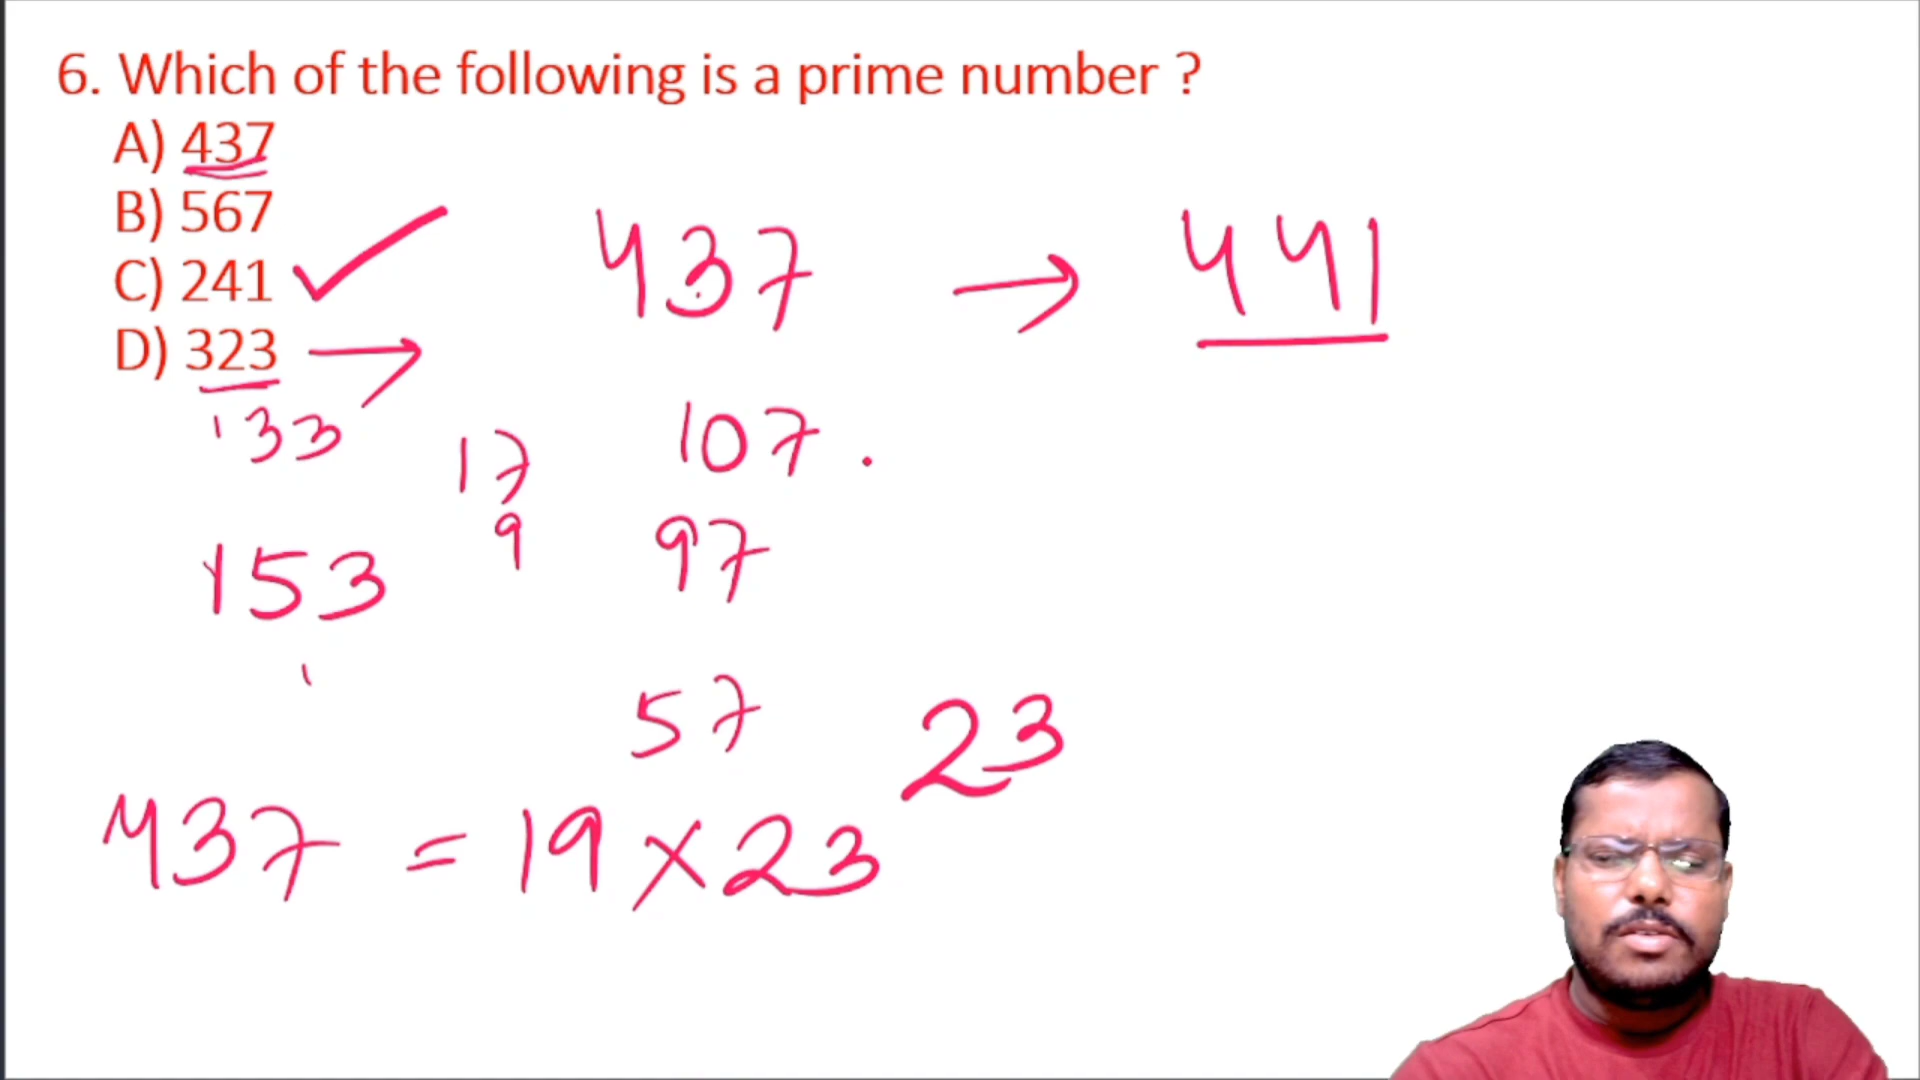 6. Which of the following is a prime number ?
A) 437
B) 567
C) 241
D) 323
437 → 441
133
17
107 .
9
97
153
57
23
437 = 19 × 23